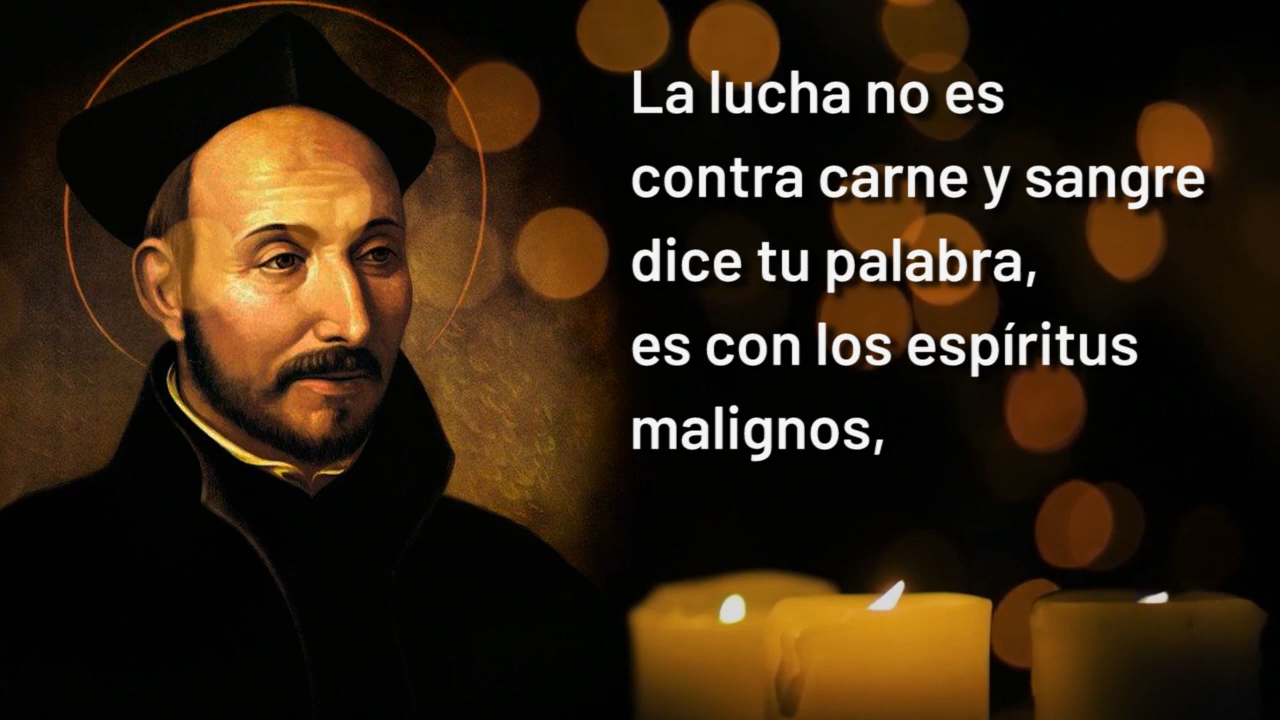 La lucha no es
contra carne y sangre
dice tu palabra,
es con los espíritus
malignos,